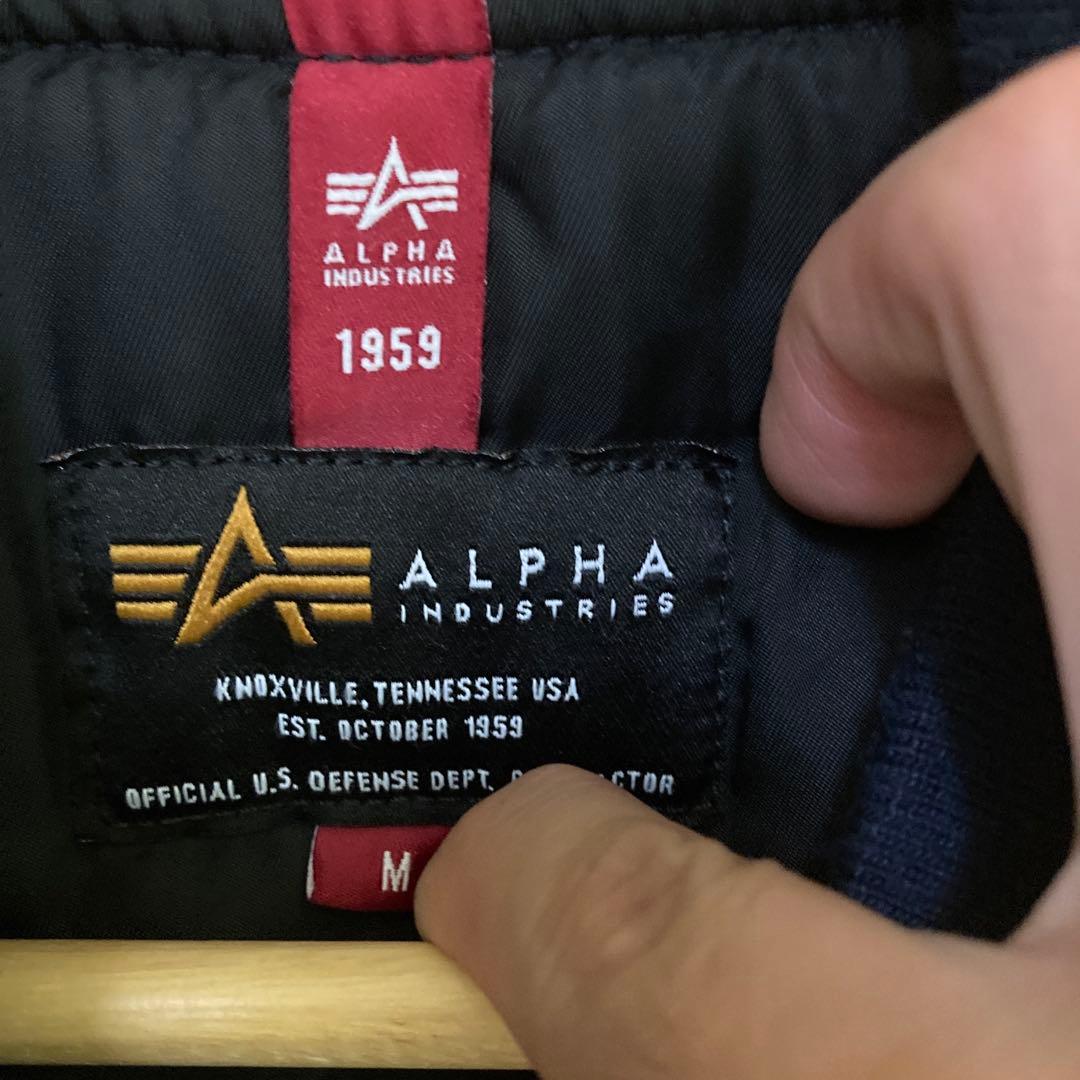 ALPHA
INDUSTRIES
1959
ALPHA
INDUSTRIES
KNOXVILLE, TENNESSEE USA
EST. OCTOBER 1959
OFFICIAL U.S. DEFENSE DEPT.
M